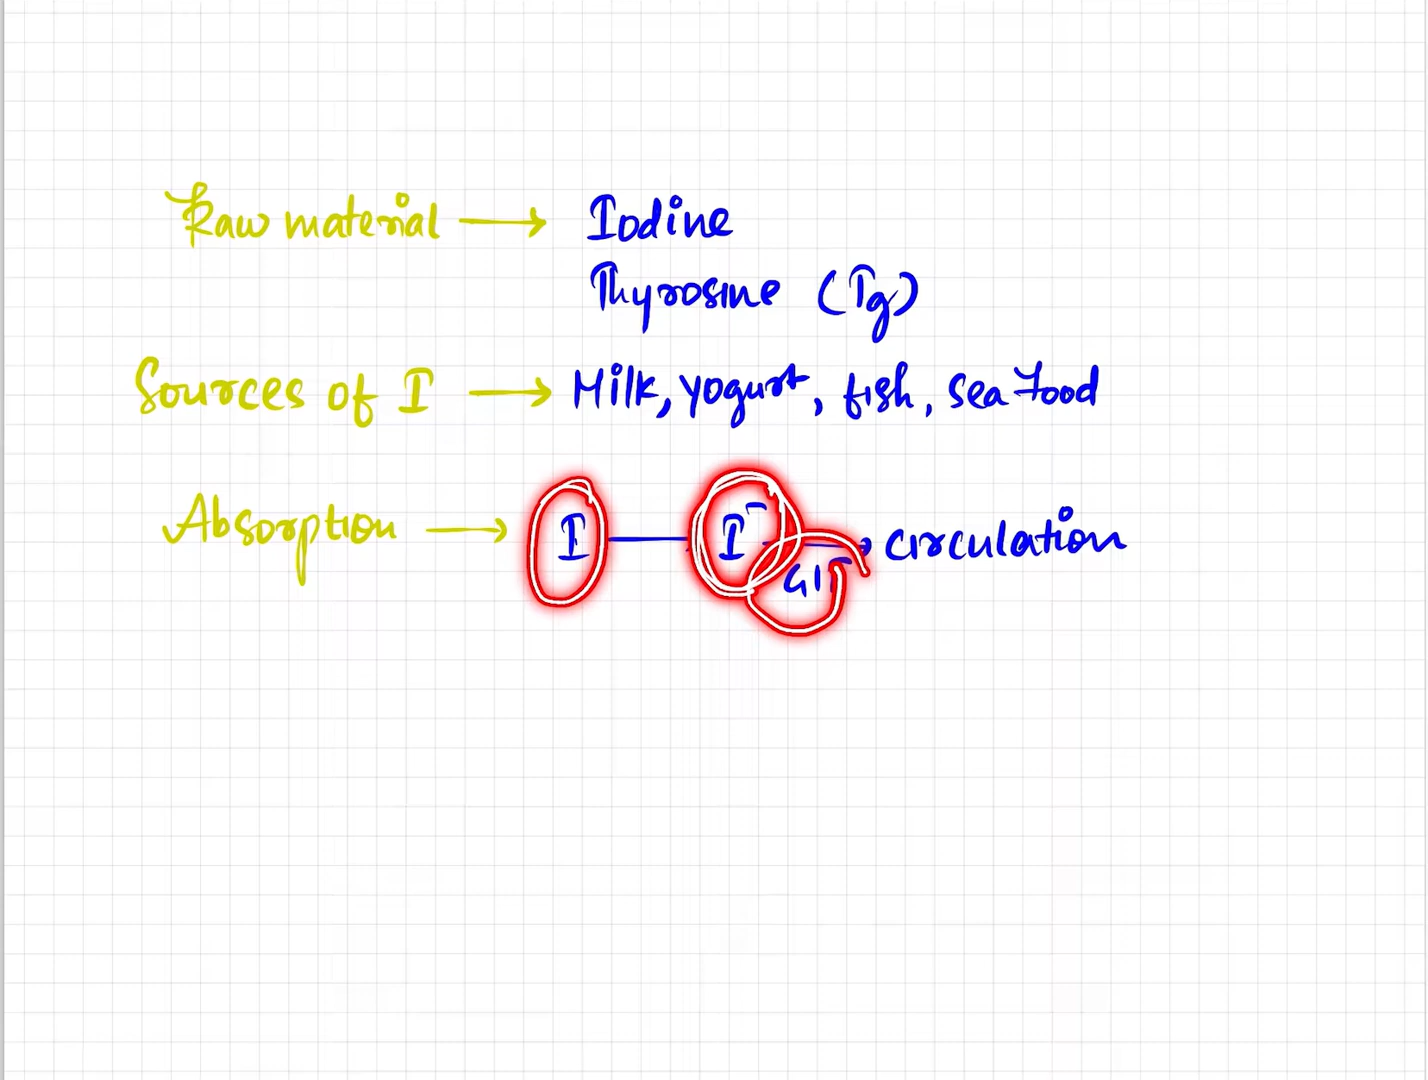 Raw material → Iodine
Thyrosine (Tg)
Sources of I → Milk, yogurt, fish, sea food
Absorption → I — I⁻ → circulation
GIT